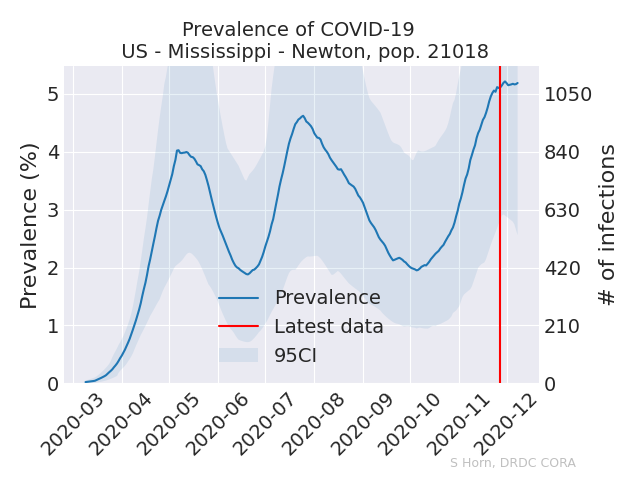 Prevalence of COVID-19
US - Mississippi - Newton, pop. 21018
Prevalence (%)
5
4
3
2
1
0
1050
840
630
420
210
0
# of infections
Prevalence
Latest data
95CI
2020-03
2020-04
2020-05
2020-06
2020-07
2020-08
2020-09
2020-10
2020-11
2020-12
S Horn, DRDC CORA